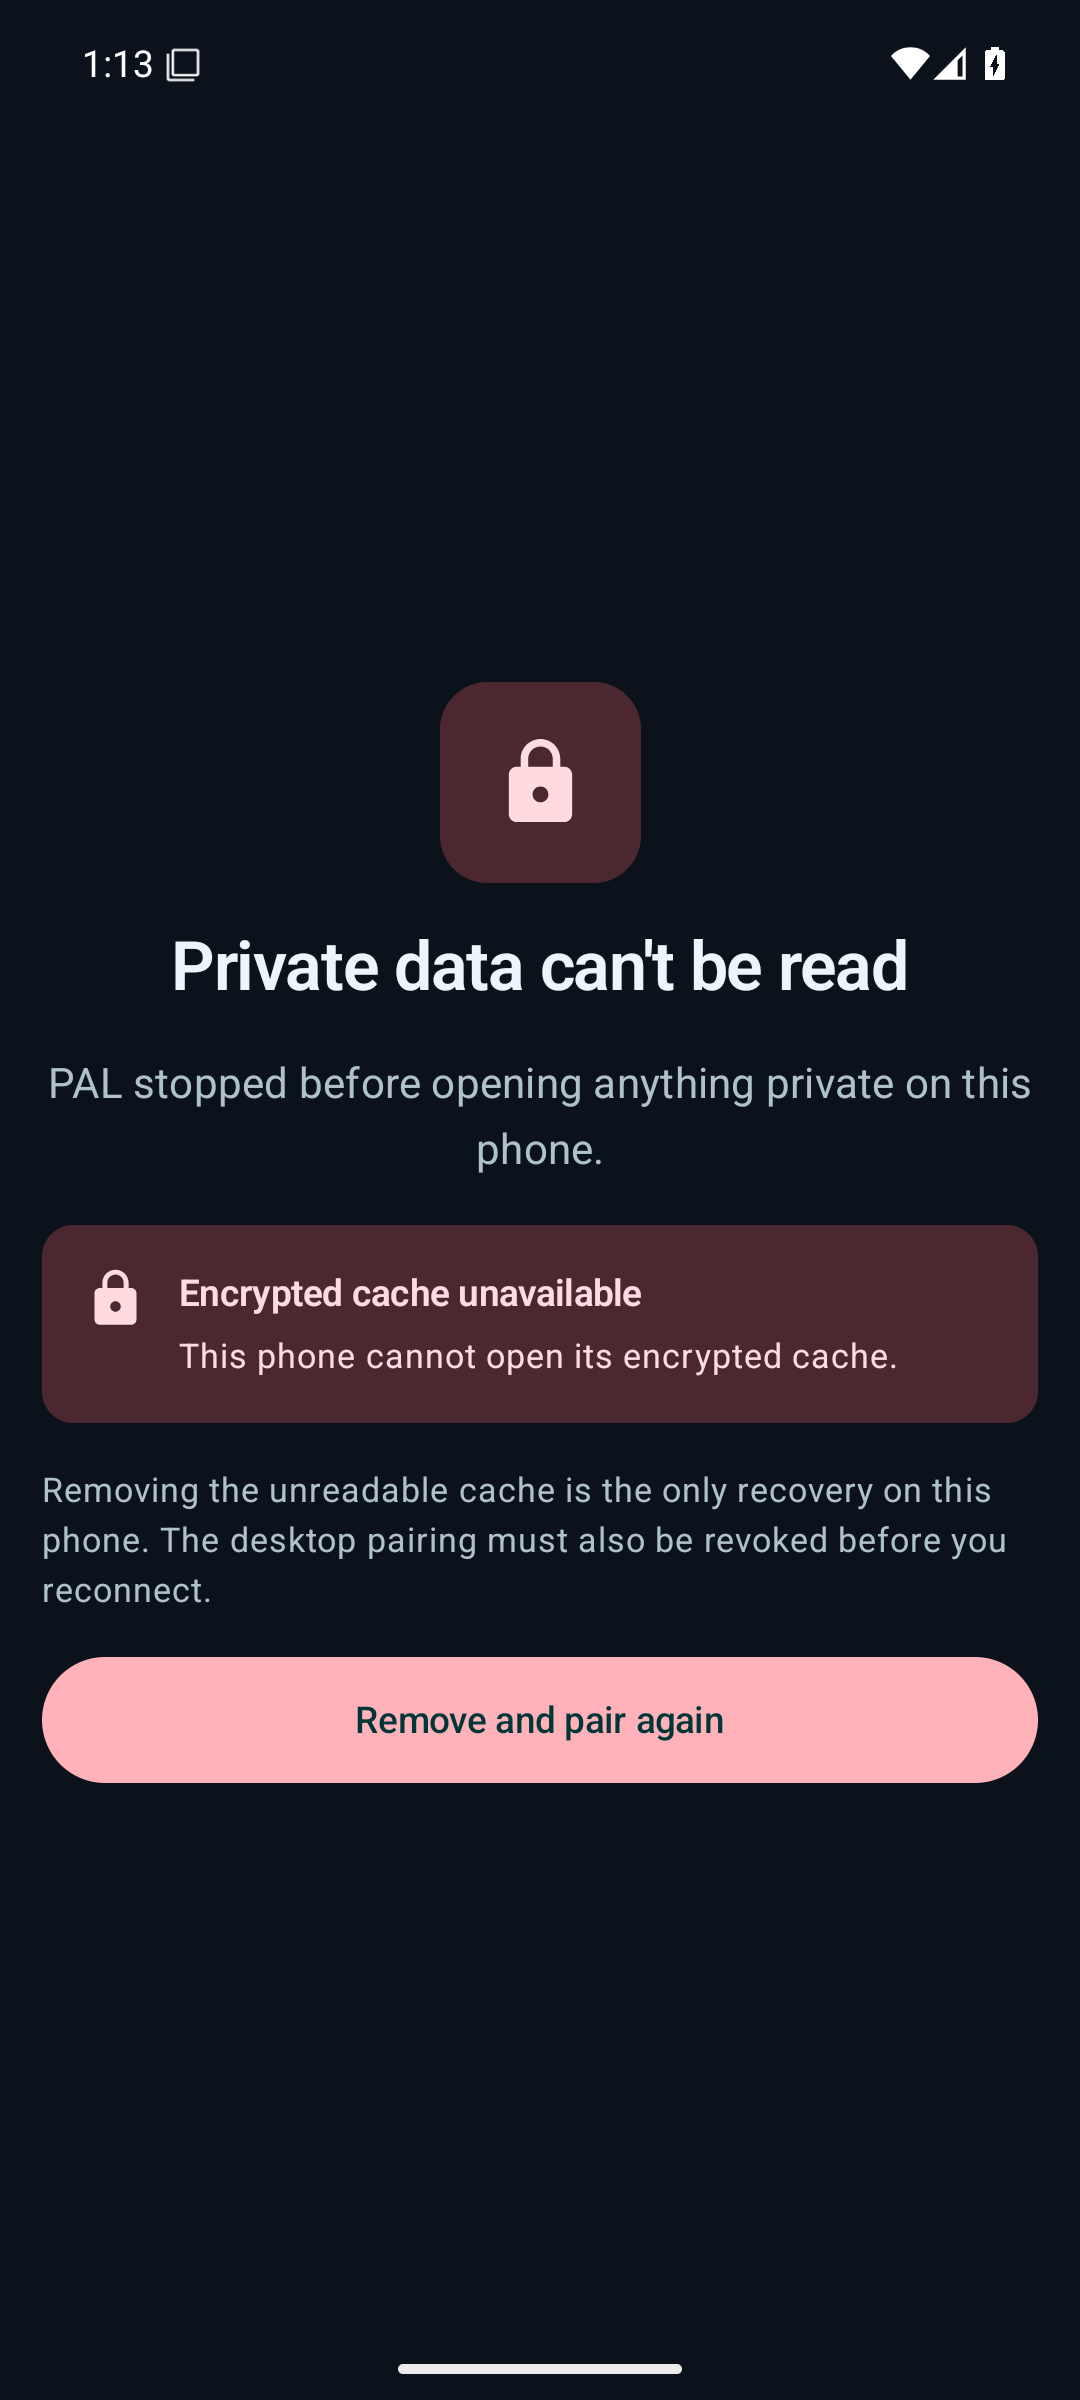 1:13
Private data can't be read
PAL stopped before opening anything private on this
phone.
Encrypted cache unavailable
This phone cannot open its encrypted cache.
Removing the unreadable cache is the only recovery on this
phone. The desktop pairing must also be revoked before you
reconnect.
Remove and pair again